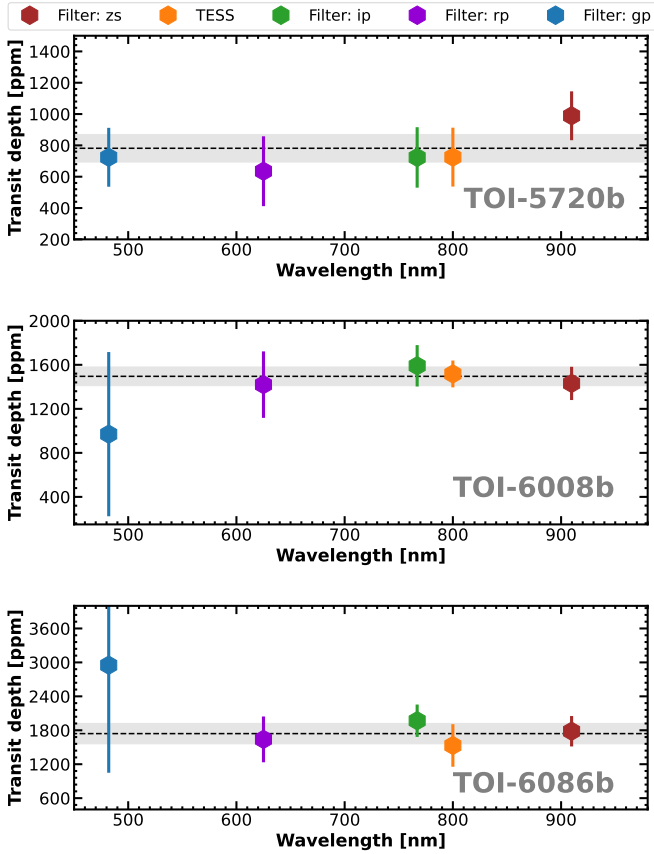 Filter: zs TESS Filter: ip Filter: rp Filter: gp
Transit depth [ppm]
1400
1200
1000
800
600
400
200
TOI-5720b
500 600 700 800 900
Wavelength [nm]
Transit depth [ppm]
2000
1600
1200
800
400
TOI-6008b
500 600 700 800 900
Wavelength [nm]
Transit depth [ppm]
3600
3000
2400
1800
1200
600
TOI-6086b
500 600 700 800 900
Wavelength [nm]